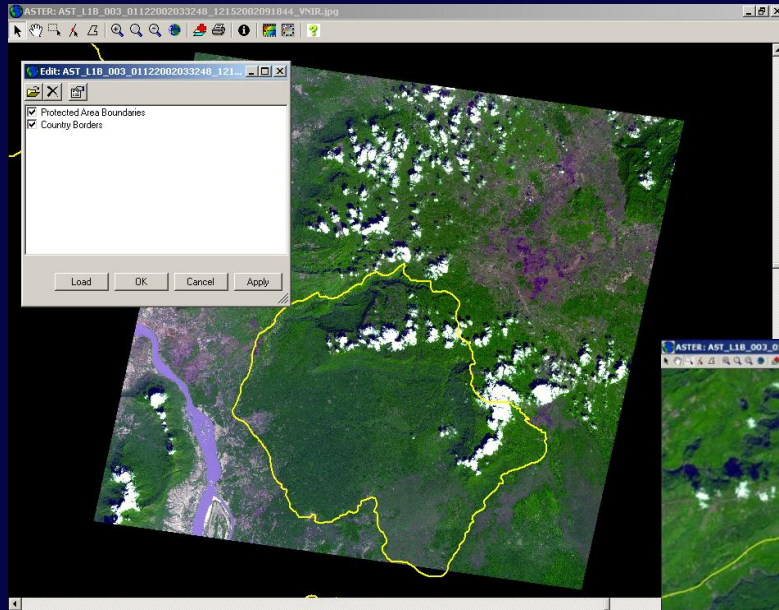 ASTER: AST_L1B_003_01122002033248_12152002091844_VNIR.jpg
Edit: AST_L1B_003_01122002033248_121...
Protected Area Boundaries
Country Borders
Load OK Cancel Apply
ASTER: AST_L1B_003_0